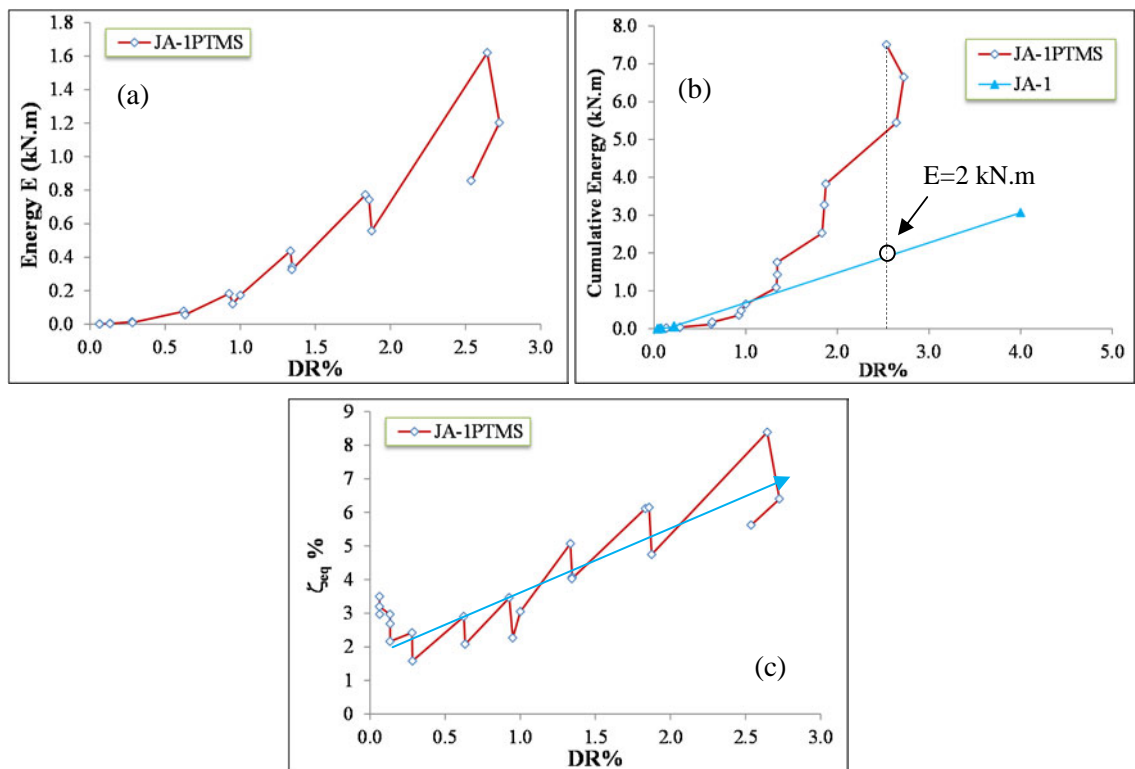 1.8
1.6
1.4
1.2
1.0
0.8
0.6
0.4
0.2
0.0
Energy E (kN.m)
JA-1PTMS
(a)
0.0 0.5 1.0 1.5 2.0 2.5 3.0
DR%
8.0
7.0
6.0
5.0
4.0
3.0
2.0
1.0
0.0
Cumulative Energy (kN.m)
(b)
JA-1PTMS
JA-1
E=2 kN.m
0.0 1.0 2.0 3.0 4.0 5.0
DR%
9
8
7
6
5
4
3
2
1
0
ζeq %
JA-1PTMS
(c)
0.0 0.5 1.0 1.5 2.0 2.5 3.0
DR%